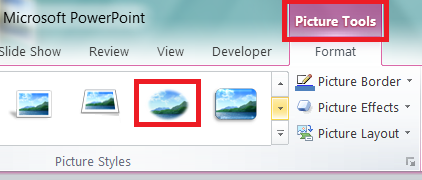 Microsoft PowerPoint
Picture Tools
Slide Show Review View Developer Format
Picture Border
Picture Effects
Picture Layout
Picture Styles